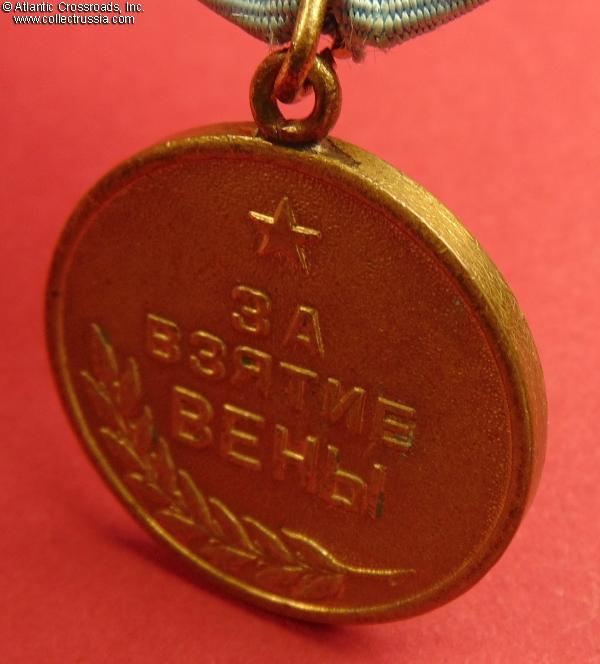 © Atlantic Crossroads, Inc.
www.collectrussia.com
ЗА
ВЗЯТИЕ
ВЕНЫ